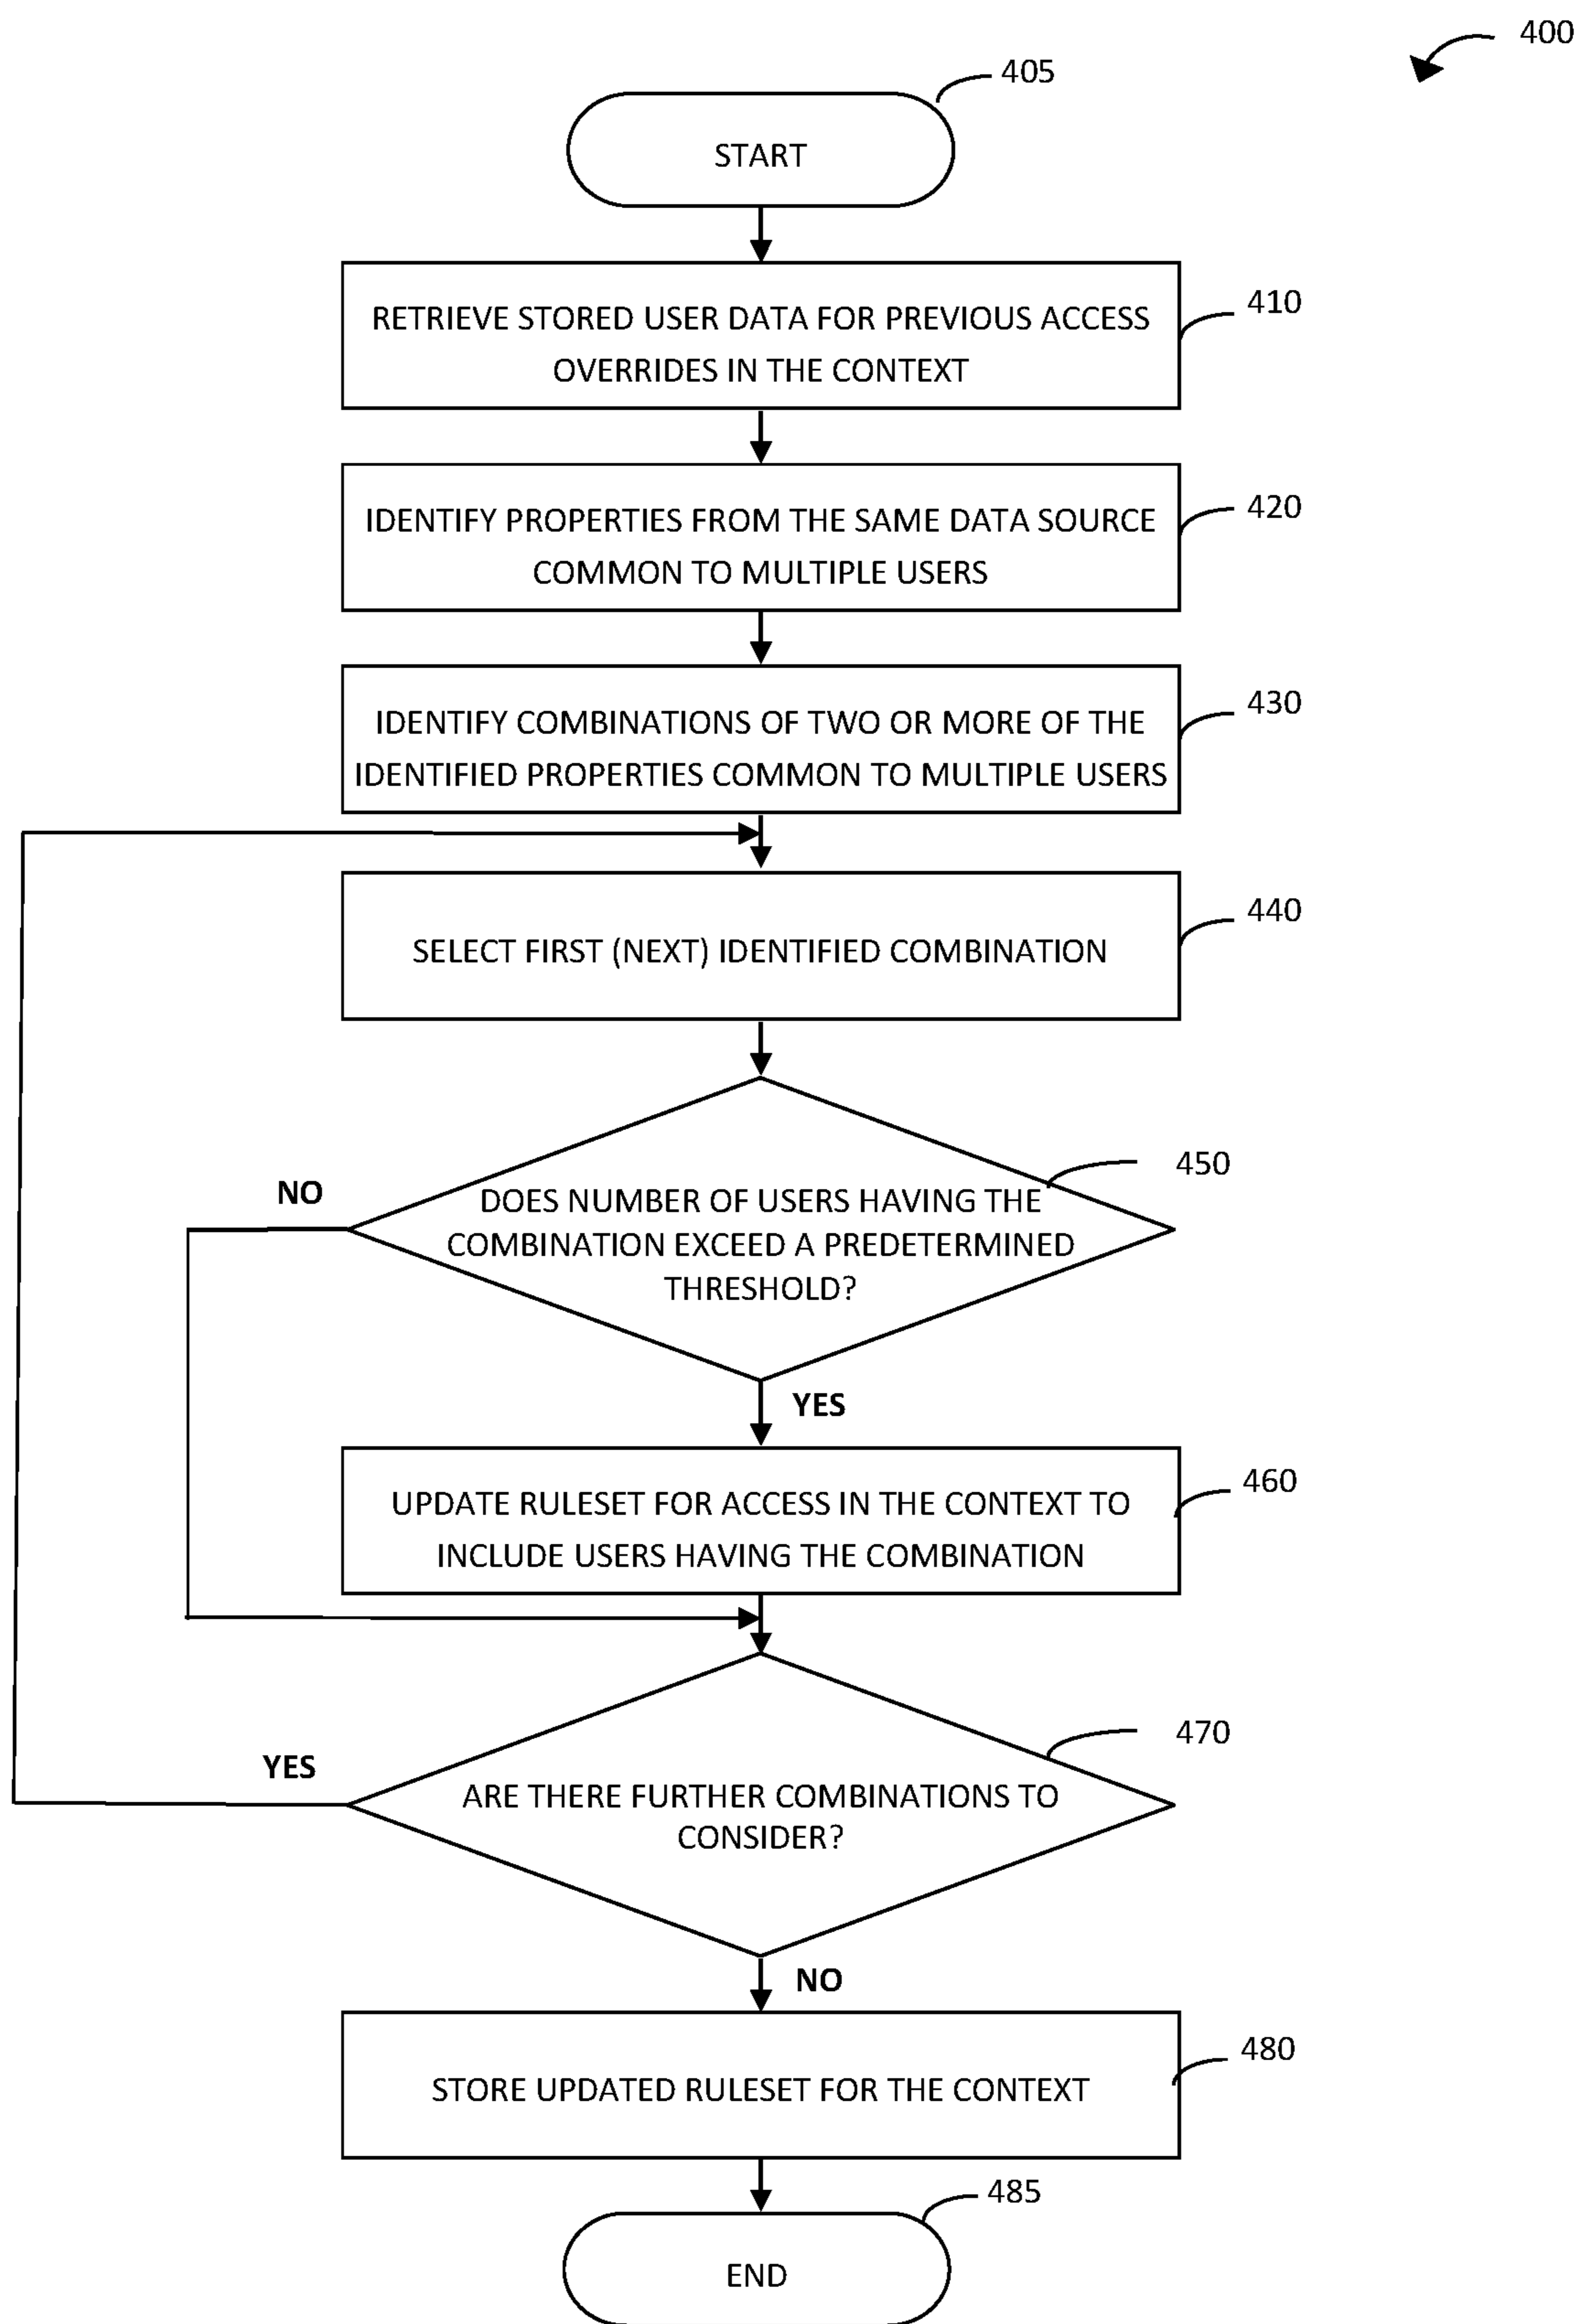 400
405
START
RETRIEVE STORED USER DATA FOR PREVIOUS ACCESS
OVERRIDES IN THE CONTEXT
410
IDENTIFY PROPERTIES FROM THE SAME DATA SOURCE
COMMON TO MULTIPLE USERS
420
IDENTIFY COMBINATIONS OF TWO OR MORE OF THE
IDENTIFIED PROPERTIES COMMON TO MULTIPLE USERS
430
SELECT FIRST (NEXT) IDENTIFIED COMBINATION
440
450
NO
DOES NUMBER OF USERS HAVING THE
COMBINATION EXCEED A PREDETERMINED
THRESHOLD?
YES
UPDATE RULESET FOR ACCESS IN THE CONTEXT TO
INCLUDE USERS HAVING THE COMBINATION
460
470
YES
ARE THERE FURTHER COMBINATIONS TO
CONSIDER?
NO
STORE UPDATED RULESET FOR THE CONTEXT
480
485
END